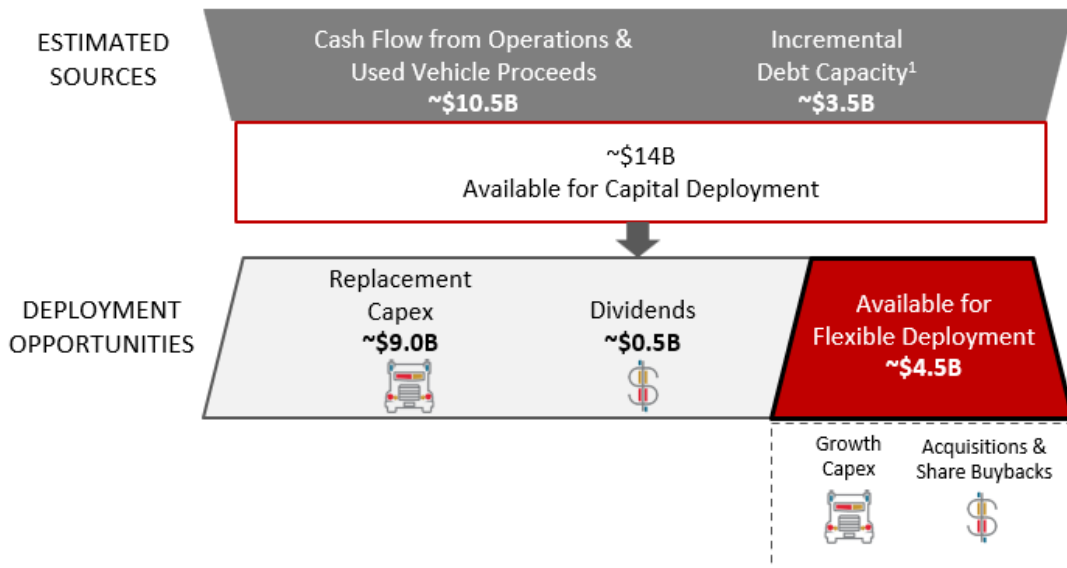 ESTIMATED
SOURCES
Cash Flow from Operations &
Used Vehicle Proceeds
~$10.5B
Incremental
Debt Capacity¹
~$3.5B
~$14B
Available for Capital Deployment
DEPLOYMENT
OPPORTUNITIES
Replacement
Capex
~$9.0B
Dividends
~$0.5B
Available for
Flexible Deployment
~$4.5B
Growth
Capex
Acquisitions &
Share Buybacks